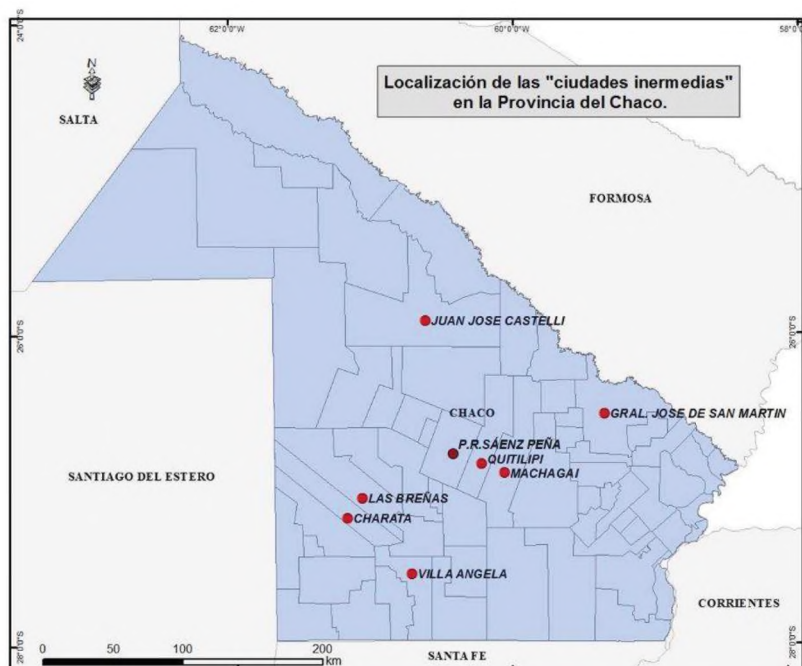 62°0'0"W
60°0'0"W
58°0'0"W
24°0'0"S
N
Localización de las "ciudades inermedias"
en la Provincia del Chaco.
SALTA
FORMOSA
26°0'0"S
26°0'0"S
JUAN JOSE CASTELLI
CHACO
GRAL. JOSE DE SAN MARTIN
P.R.SAENZ PEÑA
QUITILIPI
MACHAGAI
SANTIAGO DEL ESTERO
LAS BREÑAS
CHARATA
VILLA ANGELA
CORRIENTES
28°0'0"S
28°0'0"S
0 50 100 200
km
SANTA FE